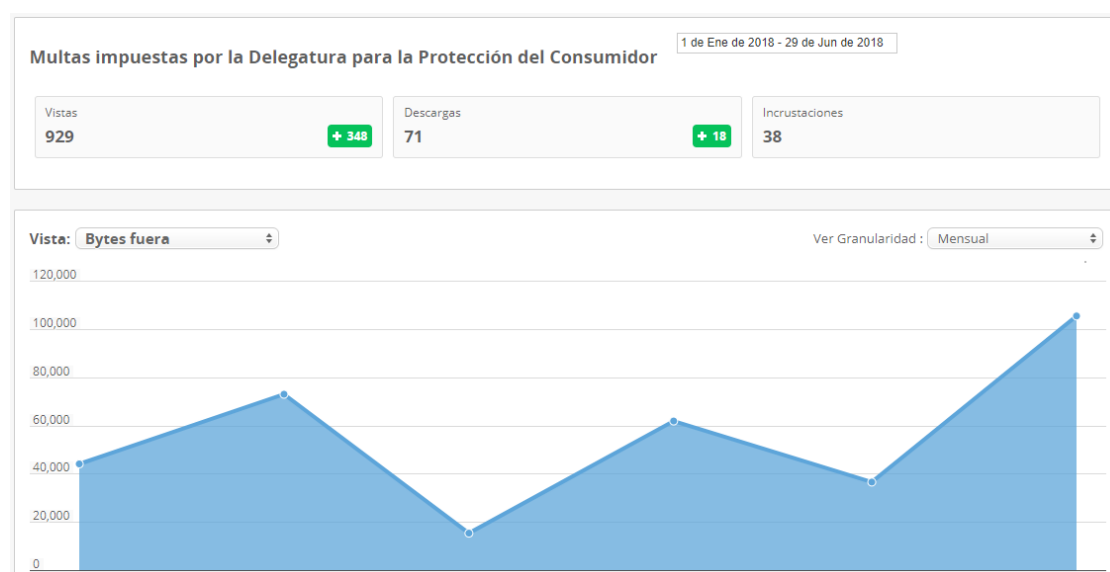 Multas impuestas por la Delegatura para la Protección del Consumidor
1 de Ene de 2018 - 29 de Jun de 2018
Vistas
929
+ 348
Descargas
71
+ 18
Incrustaciones
38
Vista: Bytes fuera
Ver Granularidad : Mensual
120,000
100,000
80,000
60,000
40,000
20,000
0